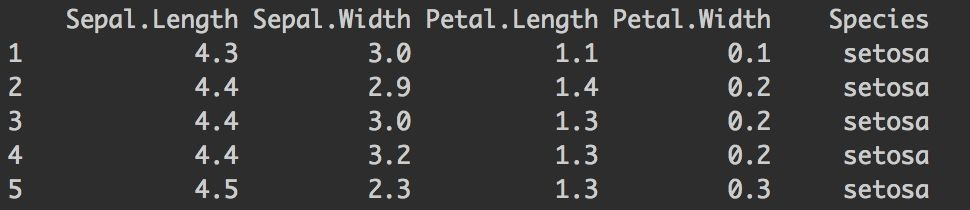 Sepal.Length Sepal.Width Petal.Length Petal.Width Species
1 4.3 3.0 1.1 0.1 setosa
2 4.4 2.9 1.4 0.2 setosa
3 4.4 3.0 1.3 0.2 setosa
4 4.4 3.2 1.3 0.2 setosa
5 4.5 2.3 1.3 0.3 setosa